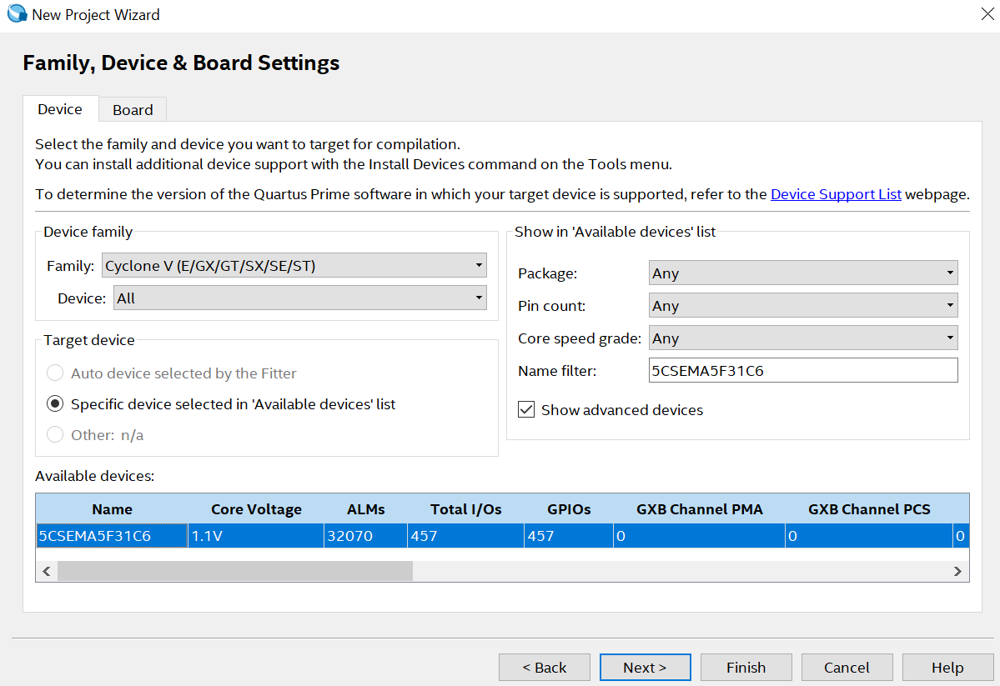 New Project Wizard
Family, Device & Board Settings
Device Board
Select the family and device you want to target for compilation.
You can install additional device support with the Install Devices command on the Tools menu.
To determine the version of the Quartus Prime software in which your target device is supported, refer to the Device Support List webpage.
Device family
Family: Cyclone V (E/GX/GT/SX/SE/ST)
Device: All
Target device
Auto device selected by the Fitter
Specific device selected in 'Available devices' list
Other: n/a
Show in 'Available devices' list
Package: Any
Pin count: Any
Core speed grade: Any
Name filter: 5CSEMA5F31C6
Show advanced devices
Available devices:
Name Core Voltage ALMs Total I/Os GPIOs GXB Channel PMA GXB Channel PCS
5CSEMA5F31C6 1.1V 32070 457 457 0 0 0
< Back Next > Finish Cancel Help